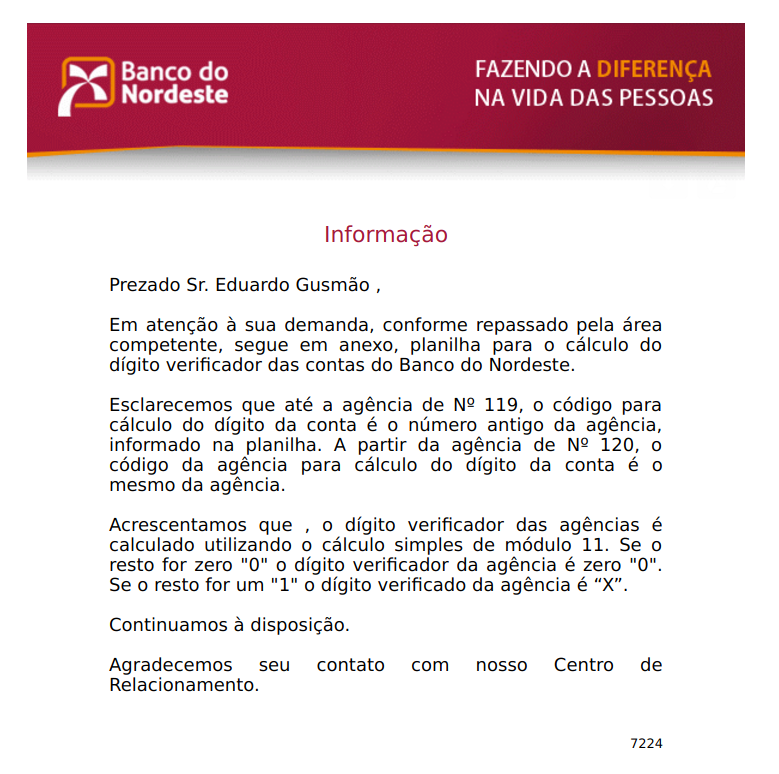 Banco do
Nordeste
FAZENDO A DIFERENÇA
NA VIDA DAS PESSOAS
Informação
Prezado Sr. Eduardo Gusmão ,
Em atenção à sua demanda, conforme repassado pela área
competente, segue em anexo, planilha para o cálculo do
dígito verificador das contas do Banco do Nordeste.
Esclarecemos que até a agência de Nº 119, o código para
cálculo do dígito da conta é o número antigo da agência,
informado na planilha. A partir da agência de Nº 120, o
código da agência para cálculo do dígito da conta é o
mesmo da agência.
Acrescentamos que , o dígito verificador das agências é
calculado utilizando o cálculo simples de módulo 11. Se o
resto for zero "0" o dígito verificador da agência é zero "0".
Se o resto for um "1" o dígito verificado da agência é “X”.
Continuamos à disposição.
Agradecemos seu contato com nosso Centro de
Relacionamento.
7224